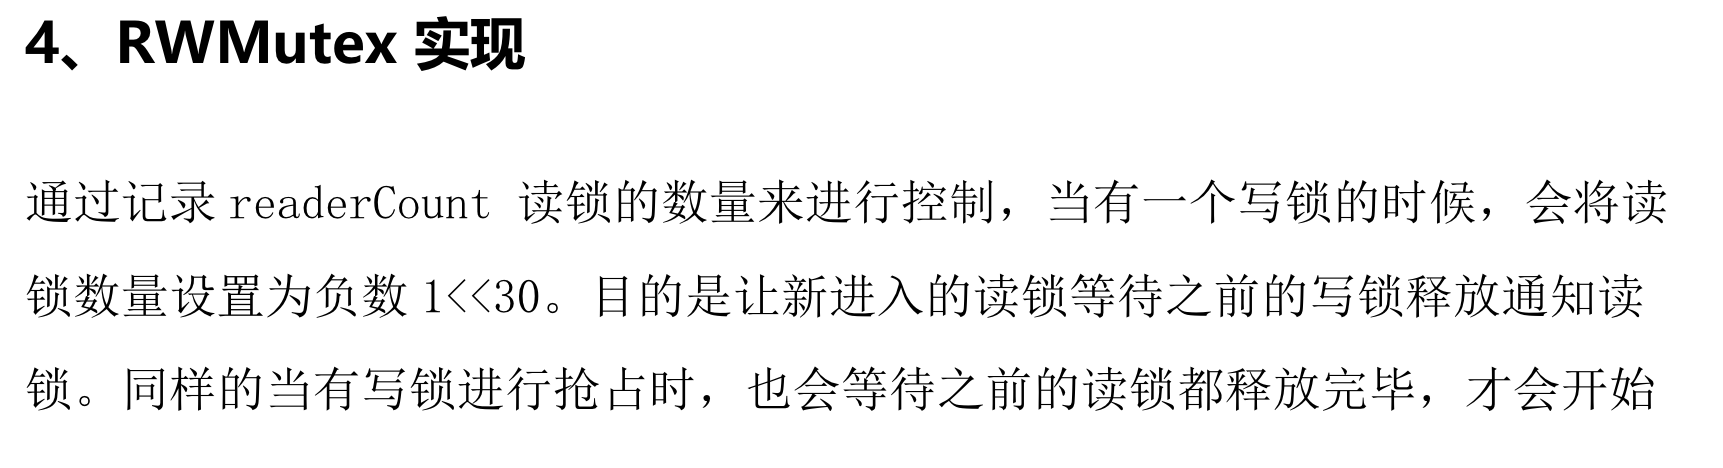 4、RWMutex 实现
通过记录 readerCount 读锁的数量来进行控制，当有一个写锁的时候，会将读
锁数量设置为负数 1<<30。目的是让新进入的读锁等待之前的写锁释放通知读
锁。同样的当有写锁进行抢占时，也会等待之前的读锁都释放完毕，才会开始